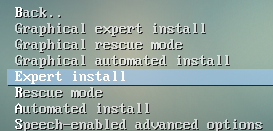 Back..
Graphical expert install
Graphical rescue mode
Graphical automated install
Expert install
Rescue mode
Automated install
Speech-enabled advanced options